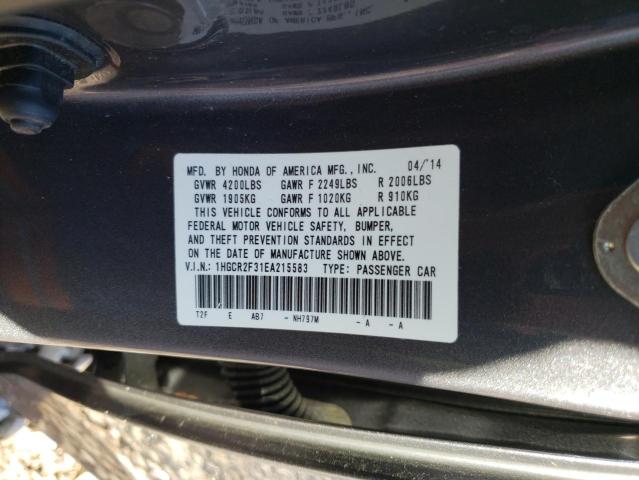 MFD. BY HONDA OF AMERICA MFG., INC. 04/'14
GVWR 4200LBS GAWR F 2249LBS R 2006LBS
GVWR 1905KG GAWR F 1020KG R 910KG
THIS VEHICLE CONFORMS TO ALL APPLICABLE
FEDERAL MOTOR VEHICLE SAFETY, BUMPER,
AND THEFT PREVENTION STANDARDS IN EFFECT
ON THE DATE OF MANUFACTURE SHOWN ABOVE.
V.I.N.: 1HGCR2F31EA215583 TYPE: PASSENGER CAR
T2F E AB7 - NH797M - A - A